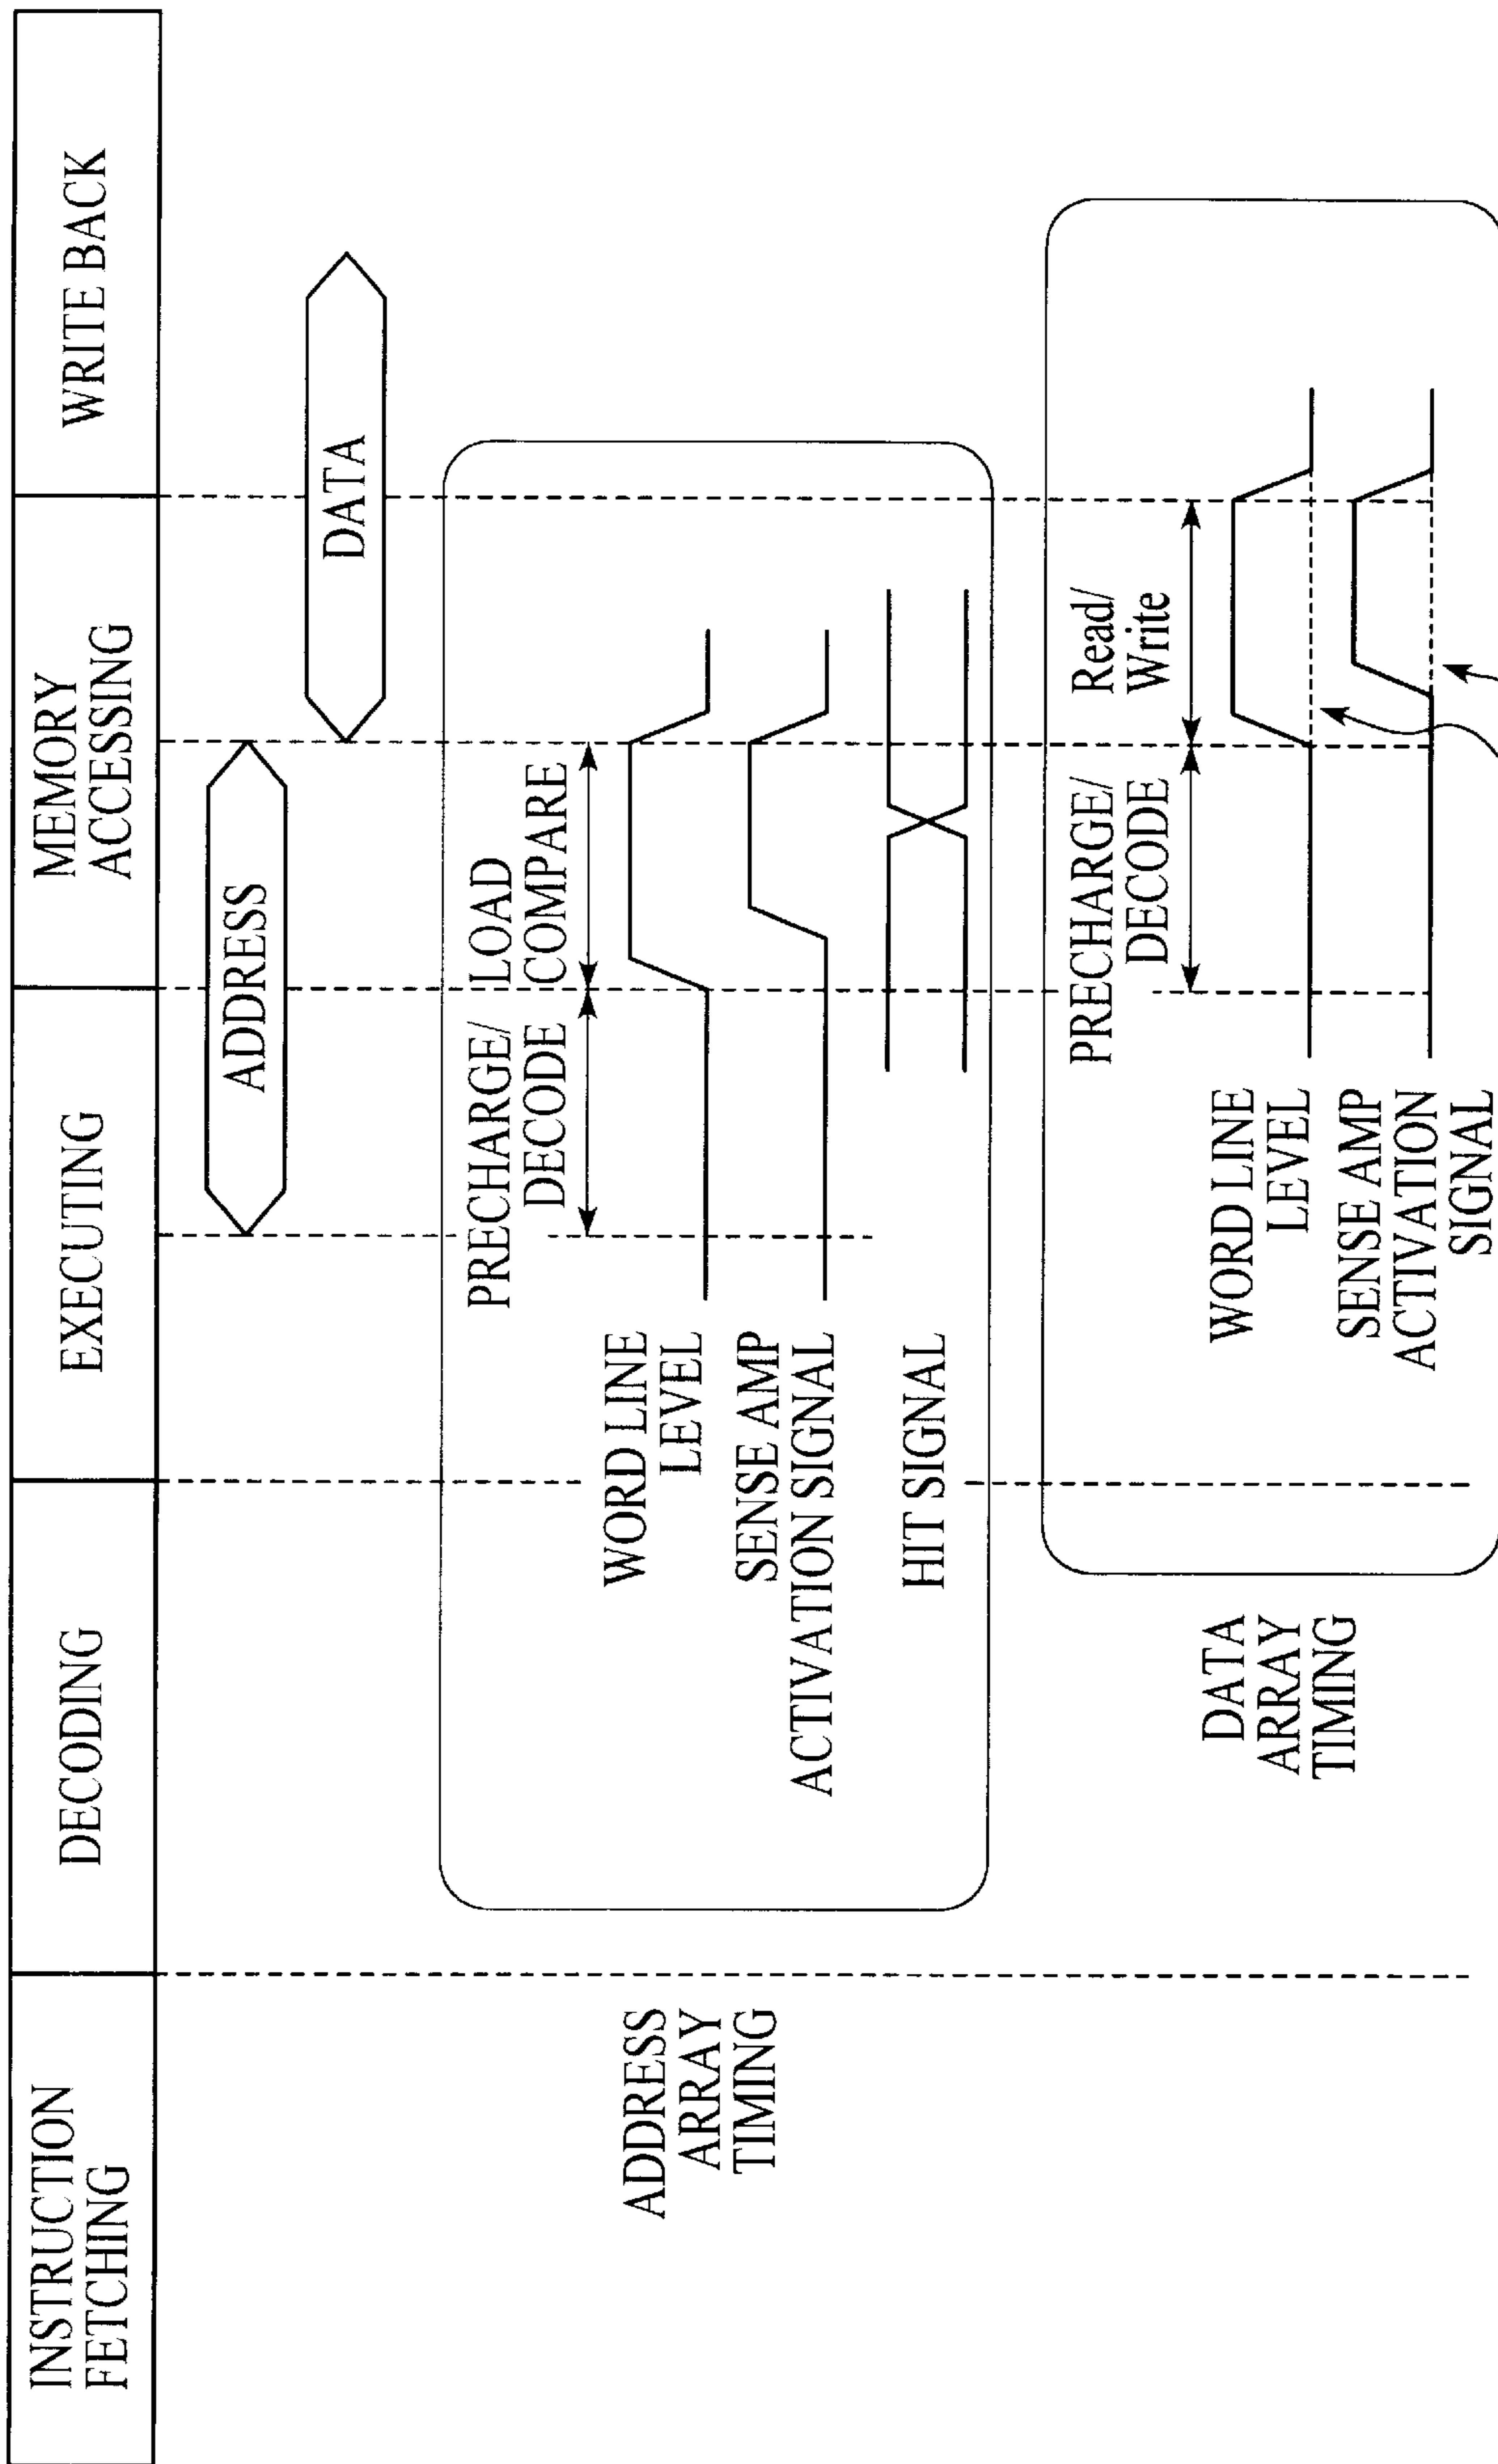 INSTRUCTION
FETCHING
DECODING
EXECUTING
MEMORY
ACCESSING
WRITE BACK
ADDRESS
DATA
ADDRESS
ARRAY
TIMING
PRECHARGE/
DECODE
LOAD
COMPARE
WORD LINE
LEVEL
SENSE AMP
ACTIVATION SIGNAL
HIT SIGNAL
DATA
ARRAY
TIMING
PRECHARGE/
DECODE
Read/
Write
WORD LINE
LEVEL
SENSE AMP
ACTIVATION
SIGNAL